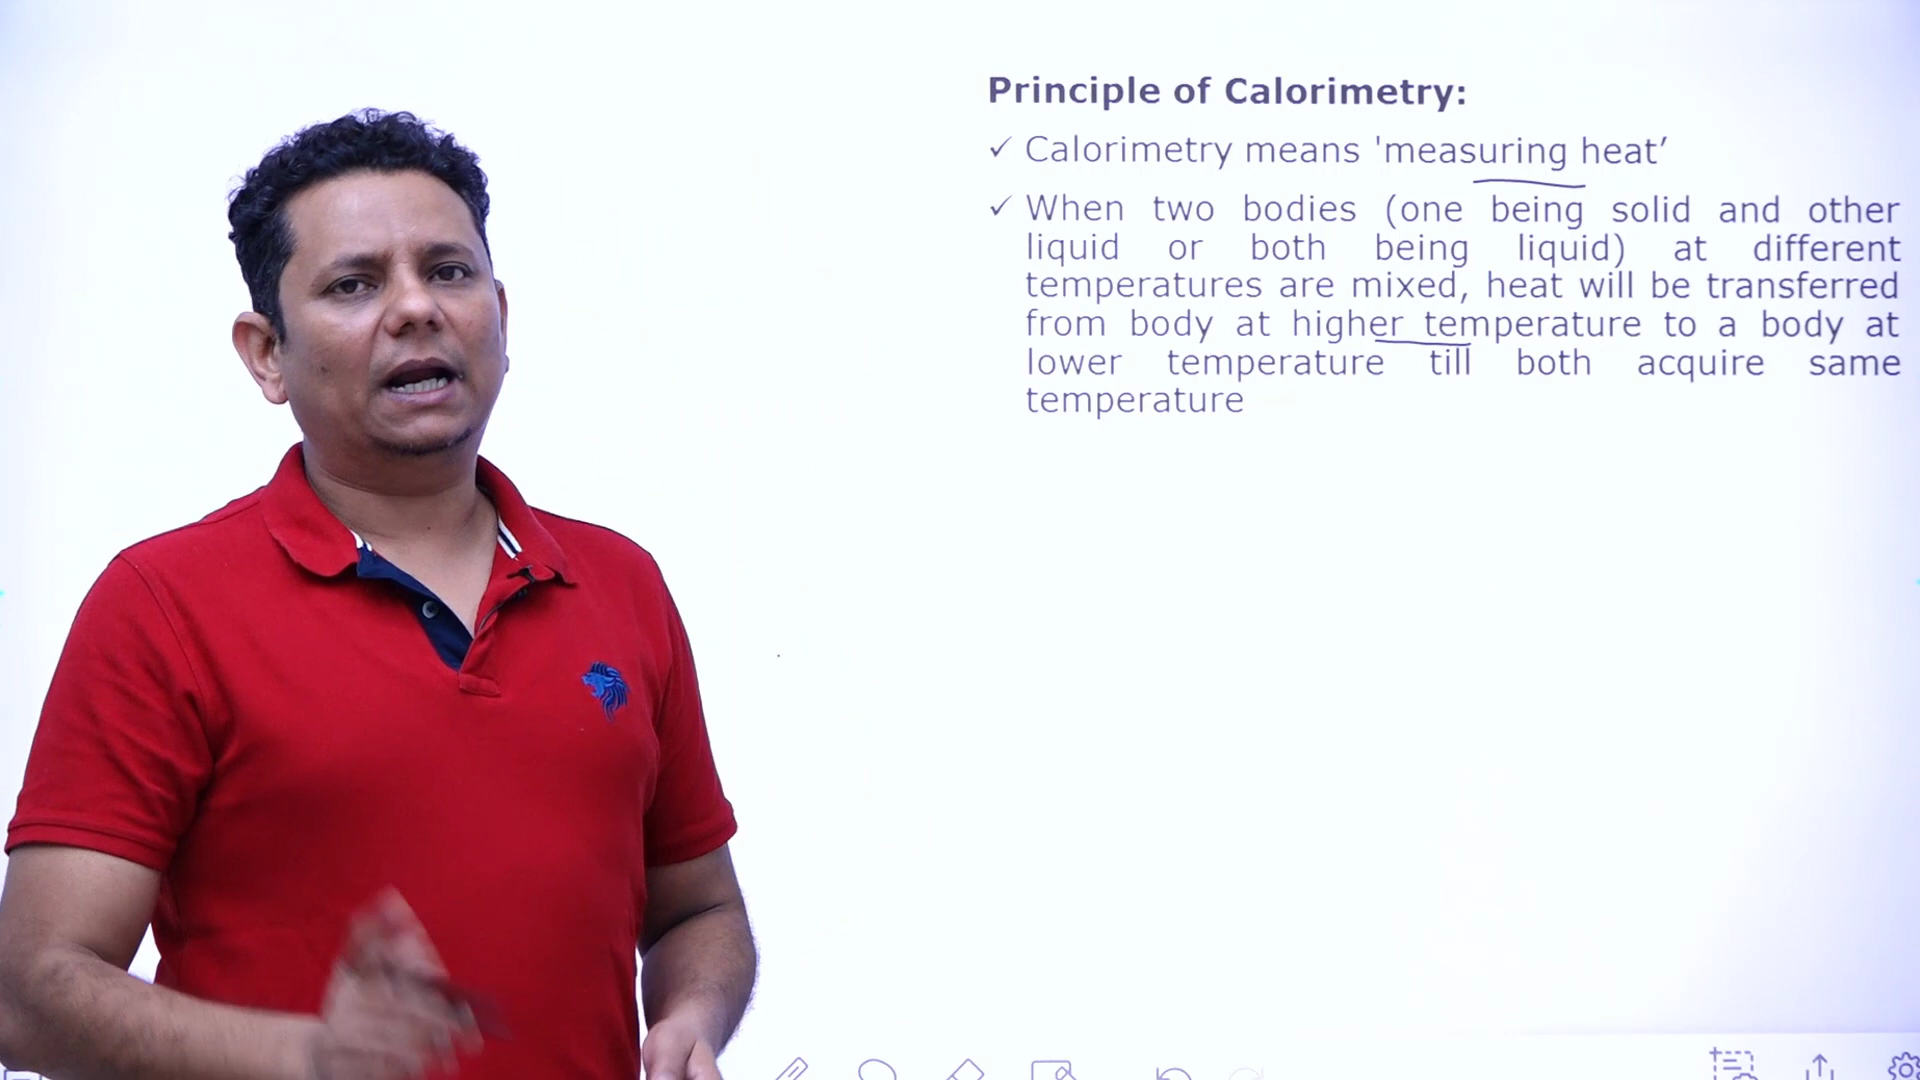 Principle of Calorimetry:
✓ Calorimetry means 'measuring heat’
✓ When two bodies (one being solid and other
liquid or both being liquid) at different
temperatures are mixed, heat will be transferred
from body at higher temperature to a body at
lower temperature till both acquire same
temperature